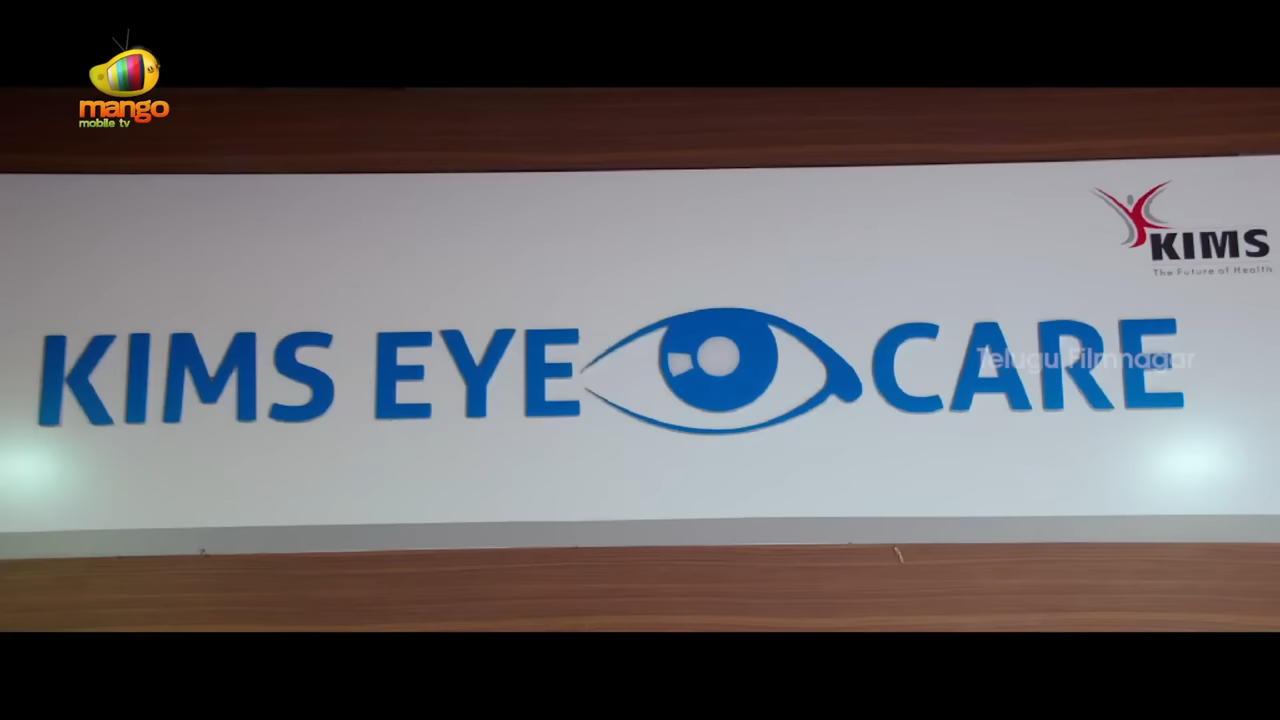 mango
mobile tv
KIMS
The Future of Health
KIMS EYE CARE
Telugu Filmnagar